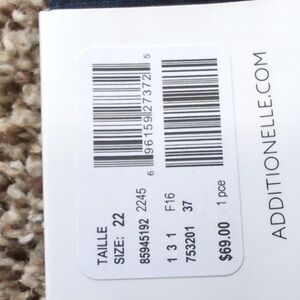 6 96159 27372 5
TAILLE
SIZE: 22
85945192 2245
1 3 1 F16
753201 37
$69.00 1 pce
ADDITIONELLE.COM